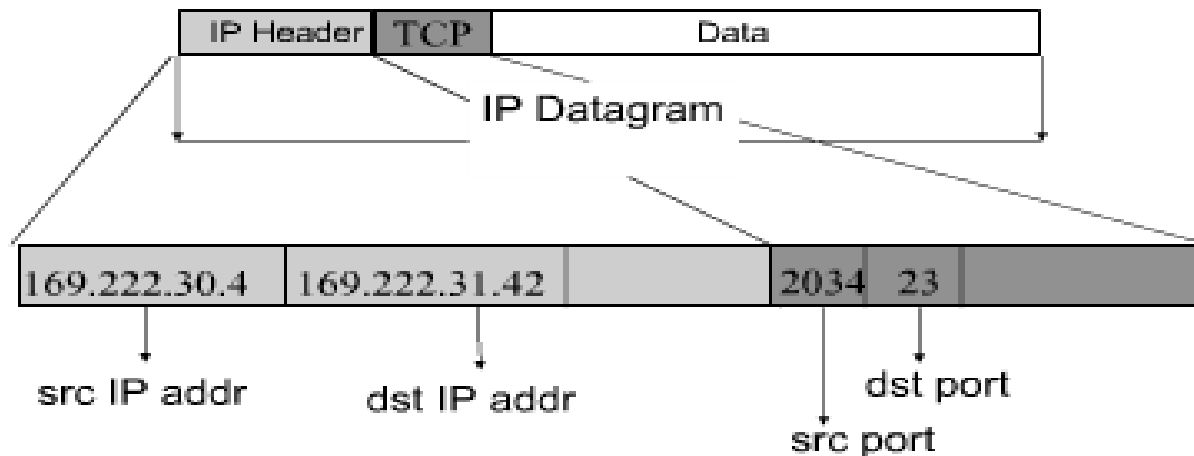 IP Header TCP Data
IP Datagram
169.222.30.4 169.222.31.42 2034 23
src IP addr
dst IP addr
dst port
src port